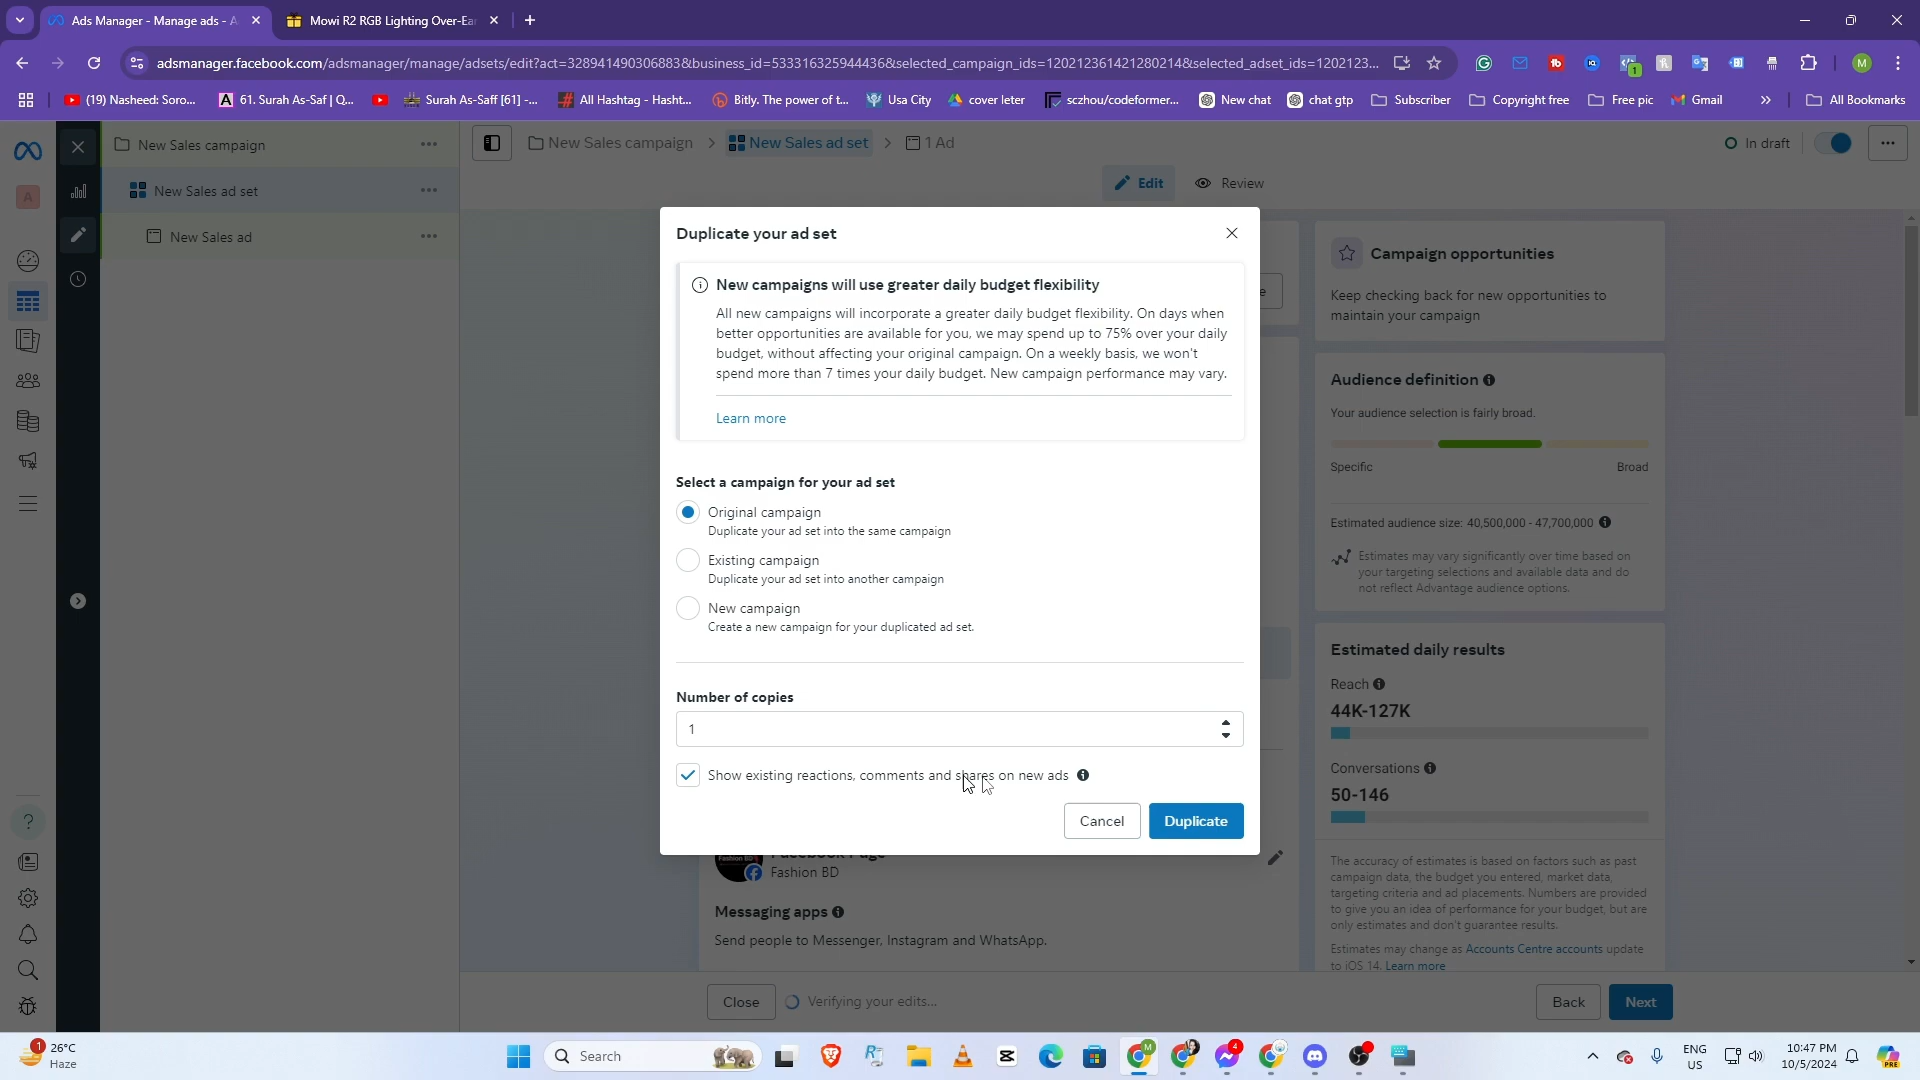 Ads Manager - Manage ads - A
Mowi R2 RGB Lighting Over-Ear
adsmanager.facebook.com/adsmanager/manage/adsets/edit?act=328941490306883&business_id=533316325944436&selected_campaign_ids=120212361421280214&selected_adset_ids=1202123...
1
M
(19) Nasheed: Soro...
A 61. Surah As-Saf | Q...
Surah As-Saff [61] -...
All Hashtag - Hasht...
Bitly. The power of t...
Usa City
cover leter
sczhou/codeformer...
New chat
chat gtp
Subscriber
Copyright free
Free pic
Gmail
All Bookmarks
New Sales campaign
New Sales ad set
New Sales ad
A
New Sales campaign > New Sales ad set > 1 Ad
In draft
Edit
Review
Duplicate your ad set
New campaigns will use greater daily budget flexibility
All new campaigns will incorporate a greater daily budget flexibility. On days when
better opportunities are available for you, we may spend up to 75% over your daily
budget, without affecting your original campaign. On a weekly basis, we won't
spend more than 7 times your daily budget. New campaign performance may vary.
Learn more
Select a campaign for your ad set
Original campaign
Duplicate your ad set into the same campaign
Existing campaign
Duplicate your ad set into another campaign
New campaign
Create a new campaign for your duplicated ad set.
Number of copies
1
Show existing reactions, comments and shares on new ads
Cancel
Duplicate
Fashion BD
Messaging apps
Send people to Messenger, Instagram and WhatsApp.
Campaign opportunities
Keep checking back for new opportunities to
maintain your campaign
Audience definition
Your audience selection is fairly broad.
Specific
Broad
Estimated audience size: 40,500,000 - 47,700,000
Estimates may vary significantly over time based on
your targeting selections and available data and do
not reflect Advantage audience options.
Estimated daily results
Reach
44K-127K
Conversations
50-146
The accuracy of estimates is based on factors such as past
campaign data, the budget you entered, market data,
targeting criteria and ad placements. Numbers are provided
to give you an idea of performance for your budget, but are
only estimates and don't guarantee results.
Estimates may change as Accounts Centre accounts update
to iOS 14. Learn more
Close
Verifying your edits...
Back
Next
1
26°C
Haze
Search
M
4
ENG
US
10:47 PM
10/5/2024
PRE